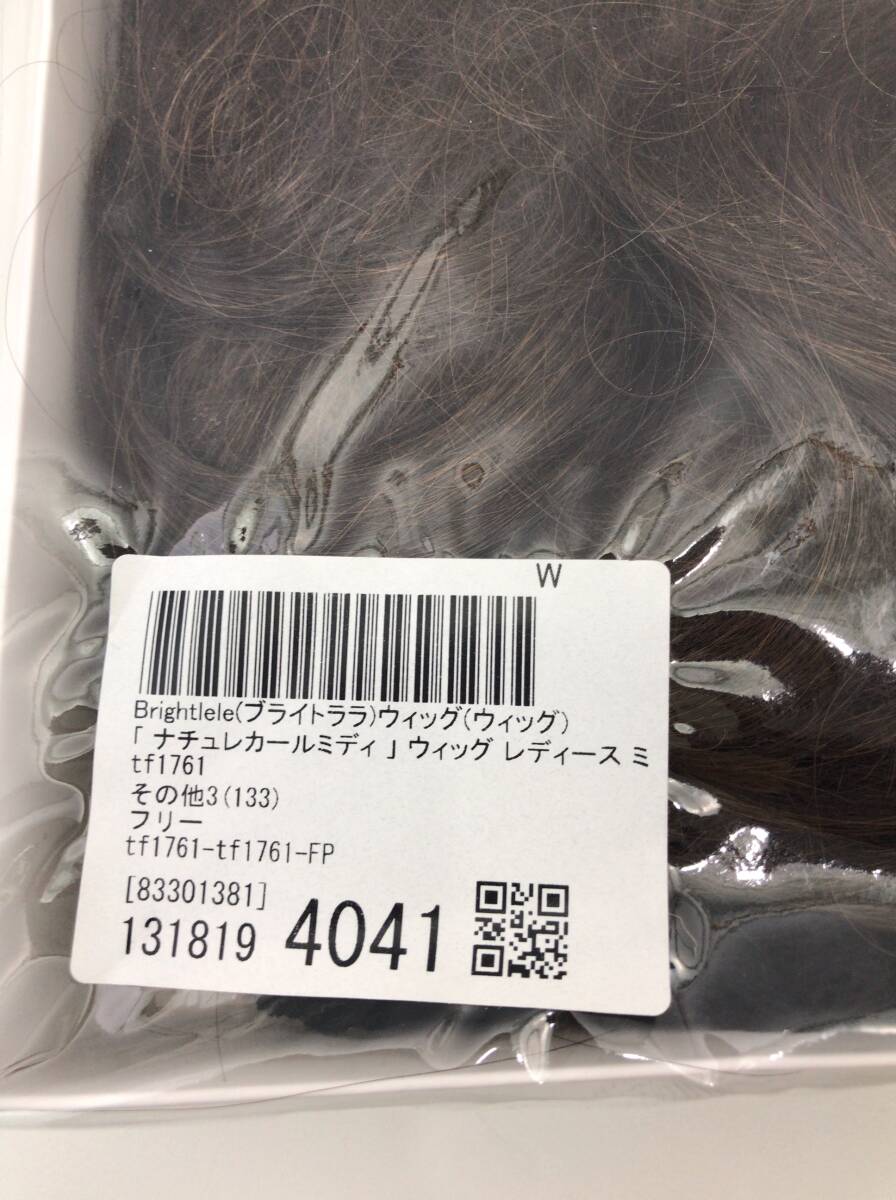 W
Brightlele(ブライトララ)ウィッグ(ウィッグ)
「 ナチュレカールミディ 」 ウィッグ レディース ミ
tf1761
その他3(133)
フリー
tf1761-tf1761-FP
[83301381]
131819 4041